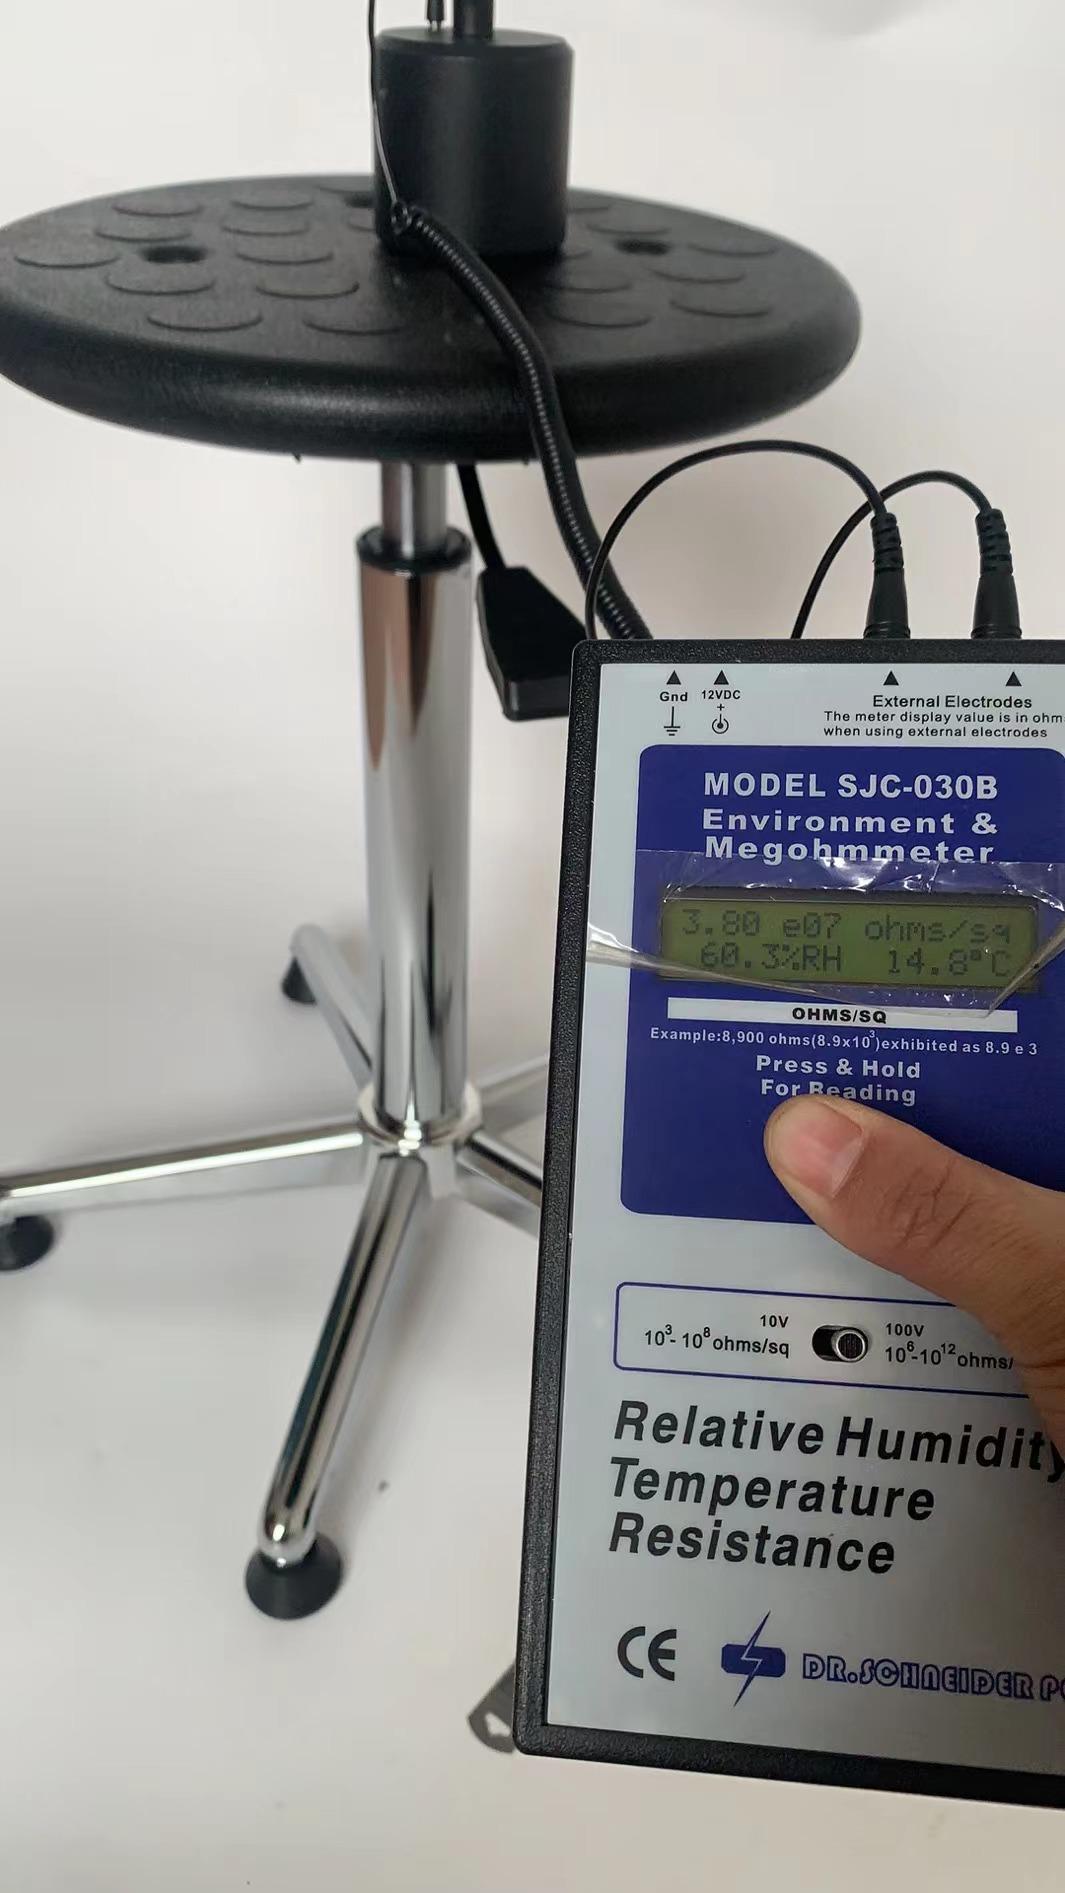 Gnd
12VDC
+
External Electrodes
The meter display value is in ohms
when using external electrodes
MODEL SJC-030B
Environment &
Megohmmeter
3.80 e07 ohms/sq
60.3%RH 14.8°C
OHMS/SQ
Example:8,900 ohms(8.9x10³)exhibited as 8.9 e 3
Press & Hold
For Reading
10V
10³-10⁸ohms/sq
100V
10⁶-10¹²ohms/
Relative Humidity
Temperature
Resistance
CE
DR.SCHNEIDER